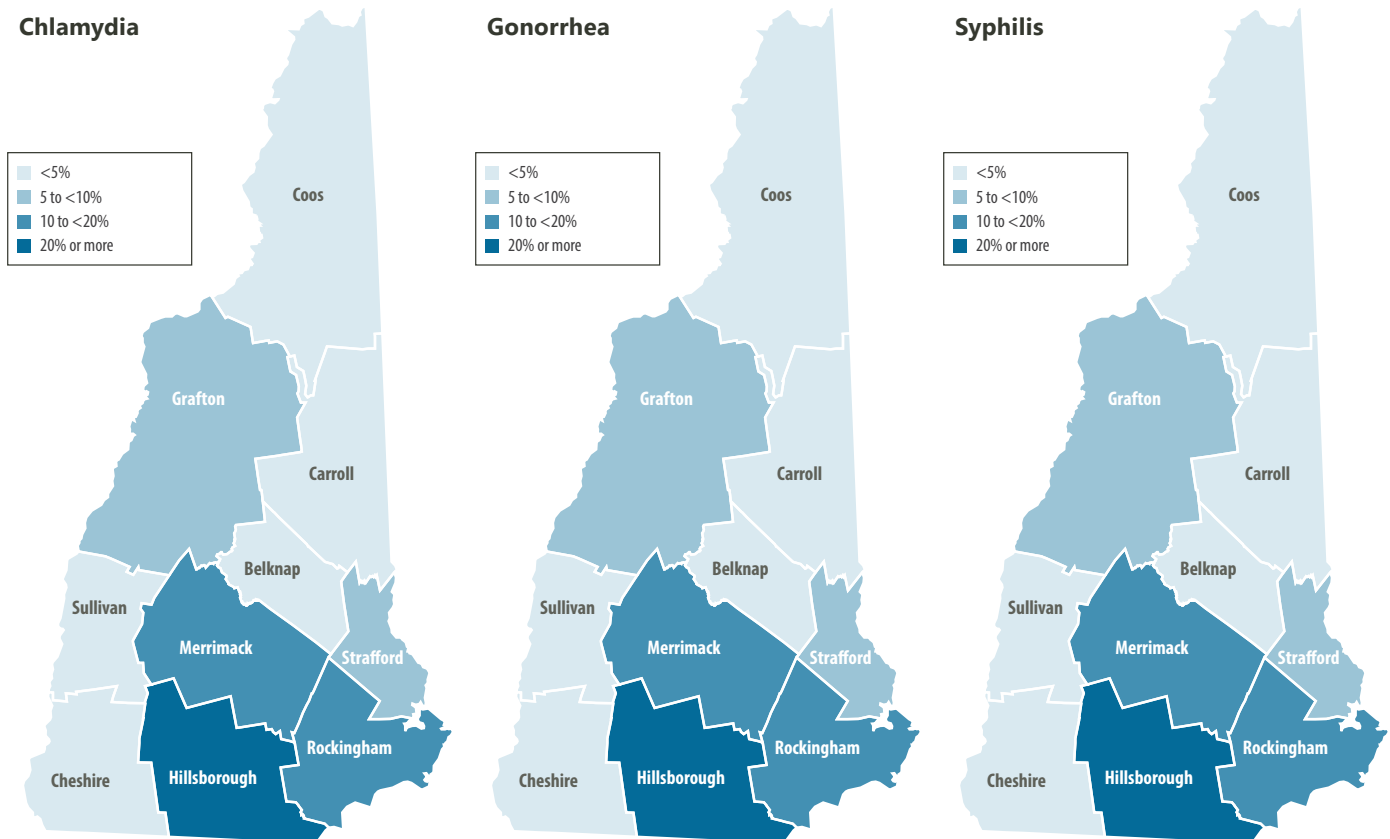 Chlamydia
<5%
5 to <10%
10 to <20%
20% or more
Coos
Grafton
Carroll
Belknap
Sullivan
Merrimack
Strafford
Rockingham
Cheshire
Hillsborough
Gonorrhea
<5%
5 to <10%
10 to <20%
20% or more
Coos
Grafton
Carroll
Belknap
Sullivan
Merrimack
Strafford
Rockingham
Cheshire
Hillsborough
Syphilis
<5%
5 to <10%
10 to <20%
20% or more
Coos
Grafton
Carroll
Belknap
Sullivan
Merrimack
Strafford
Rockingham
Cheshire
Hillsborough